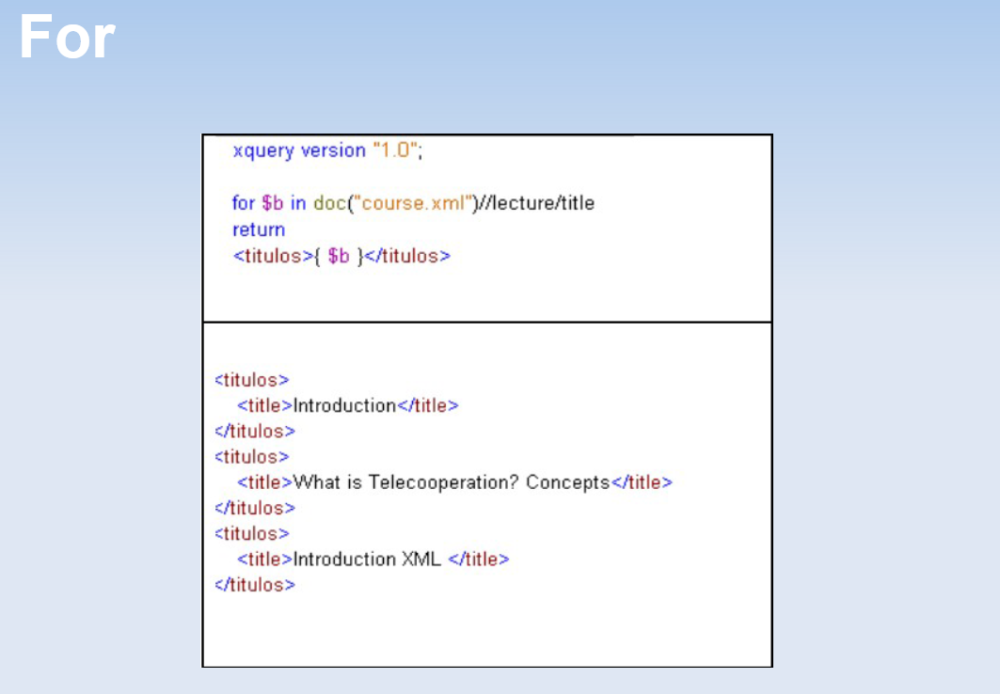 For
xquery version "1.0";
for $b in doc("course.xml")//lecture/title
return
<titulos>{ $b }</titulos>
<titulos>
<title>Introduction</title>
</titulos>
<titulos>
<title>What is Telecooperation? Concepts</title>
</titulos>
<titulos>
<title>Introduction XML </title>
</titulos>